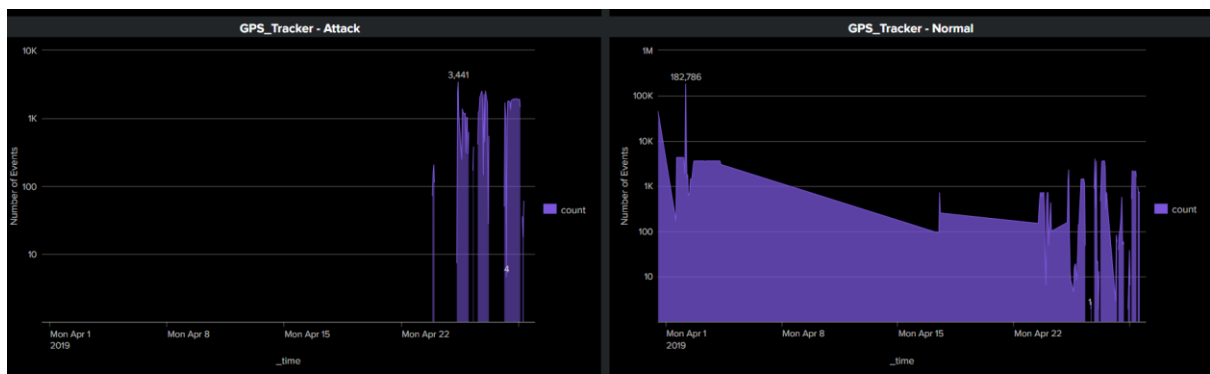 GPS_Tracker - Attack
10K
3,441
1K
Number of Events
100
count
10
4
Mon Apr 1
2019
Mon Apr 8
Mon Apr 15
Mon Apr 22
_time
GPS_Tracker - Normal
1M
182,786
100K
10K
Number of Events
1K
count
100
10
1
Mon Apr 1
2019
Mon Apr 8
Mon Apr 15
Mon Apr 22
_time